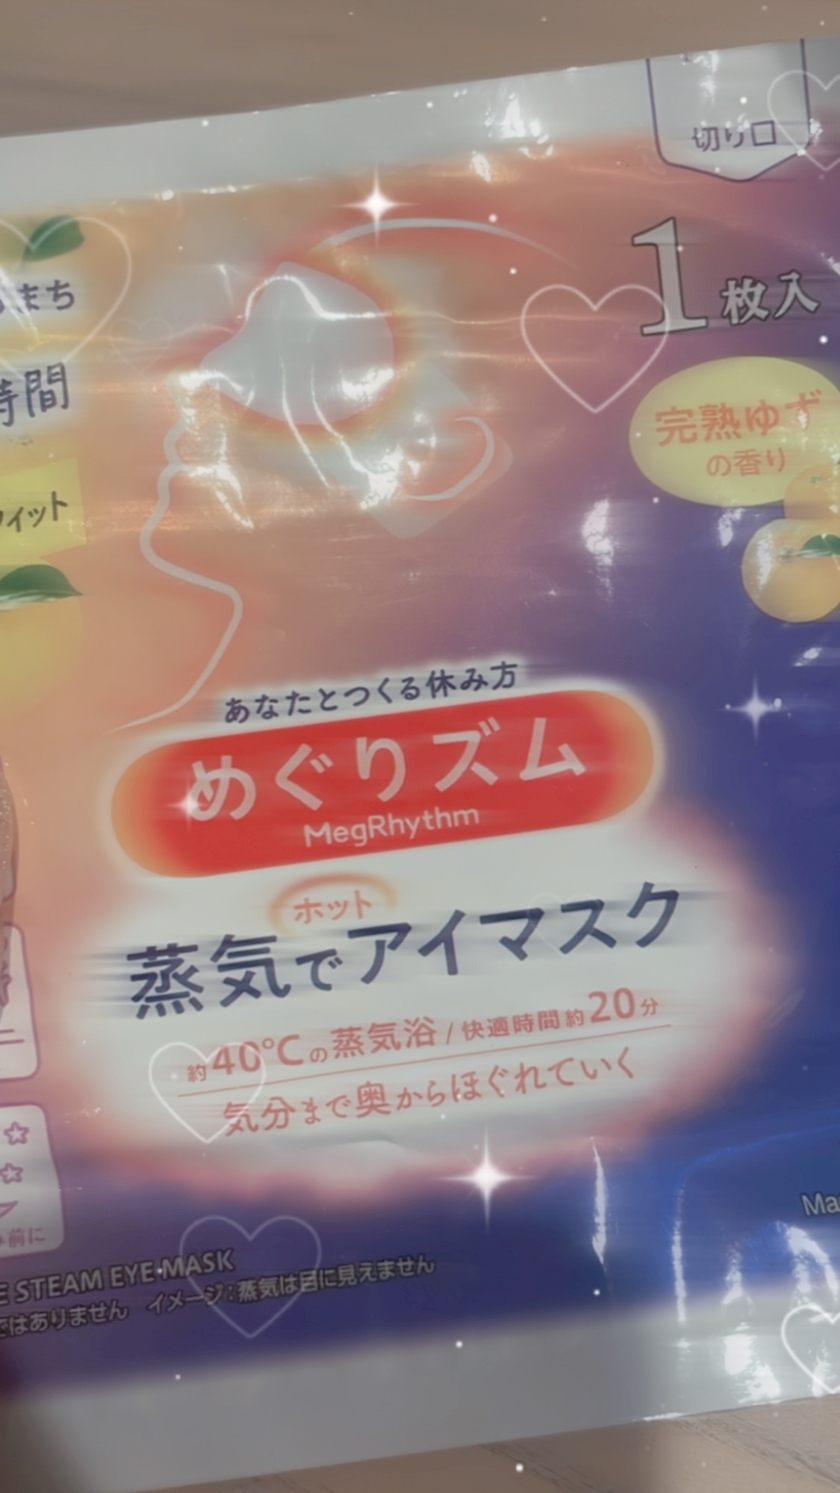 切り口
1枚入
まち
時間
完熟ゆず
の香り
ィット
あなたとつくる休み方
めぐりズム
MegRhythm
ホット
蒸気でアイマスク
約40°Cの蒸気浴/快適時間約20分
気分まで奥からほぐれていく
前に
STEAM EYE MASK
ではありません イメージ:蒸気は目に見えません
Ma